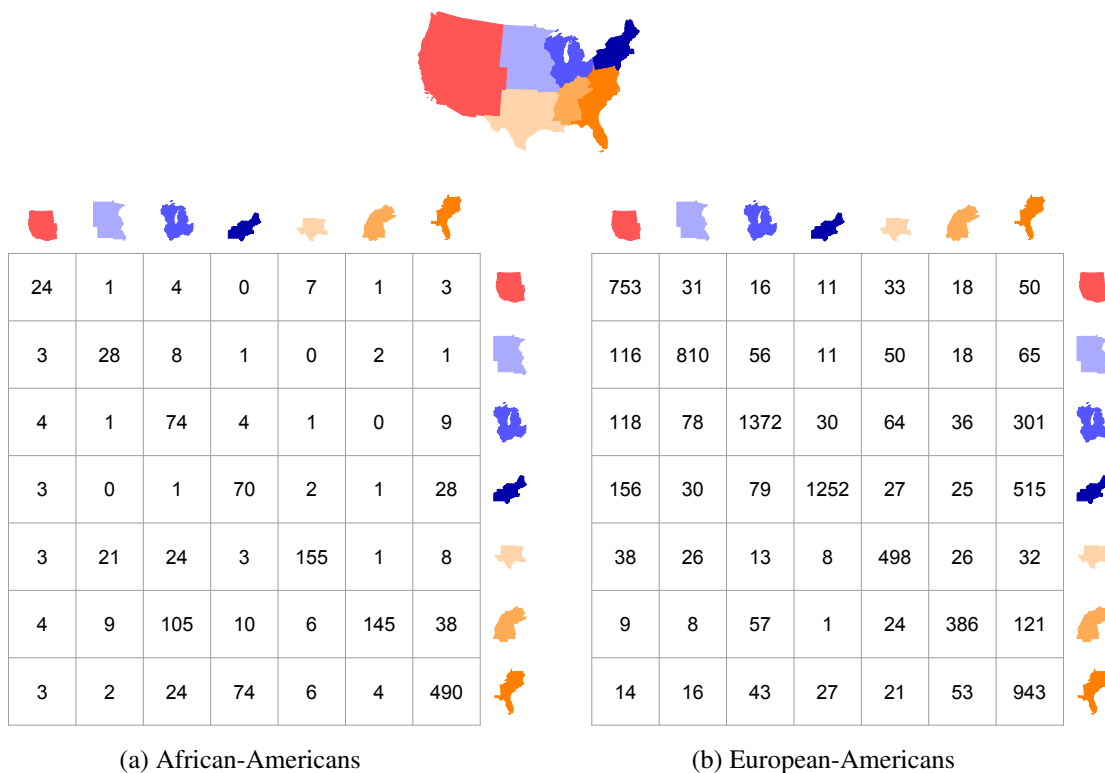 24 1 4 0 7 1 3
3 28 8 1 0 2 1
4 1 74 4 1 0 9
3 0 1 70 2 1 28
3 21 24 3 155 1 8
4 9 105 10 6 145 38
3 2 24 74 6 4 490
(a) African-Americans
753 31 16 11 33 18 50
116 810 56 11 50 18 65
118 78 1372 30 64 36 301
156 30 79 1252 27 25 515
38 26 13 8 498 26 32
9 8 57 1 24 386 121
14 16 43 27 21 53 943
(b) European-Americans